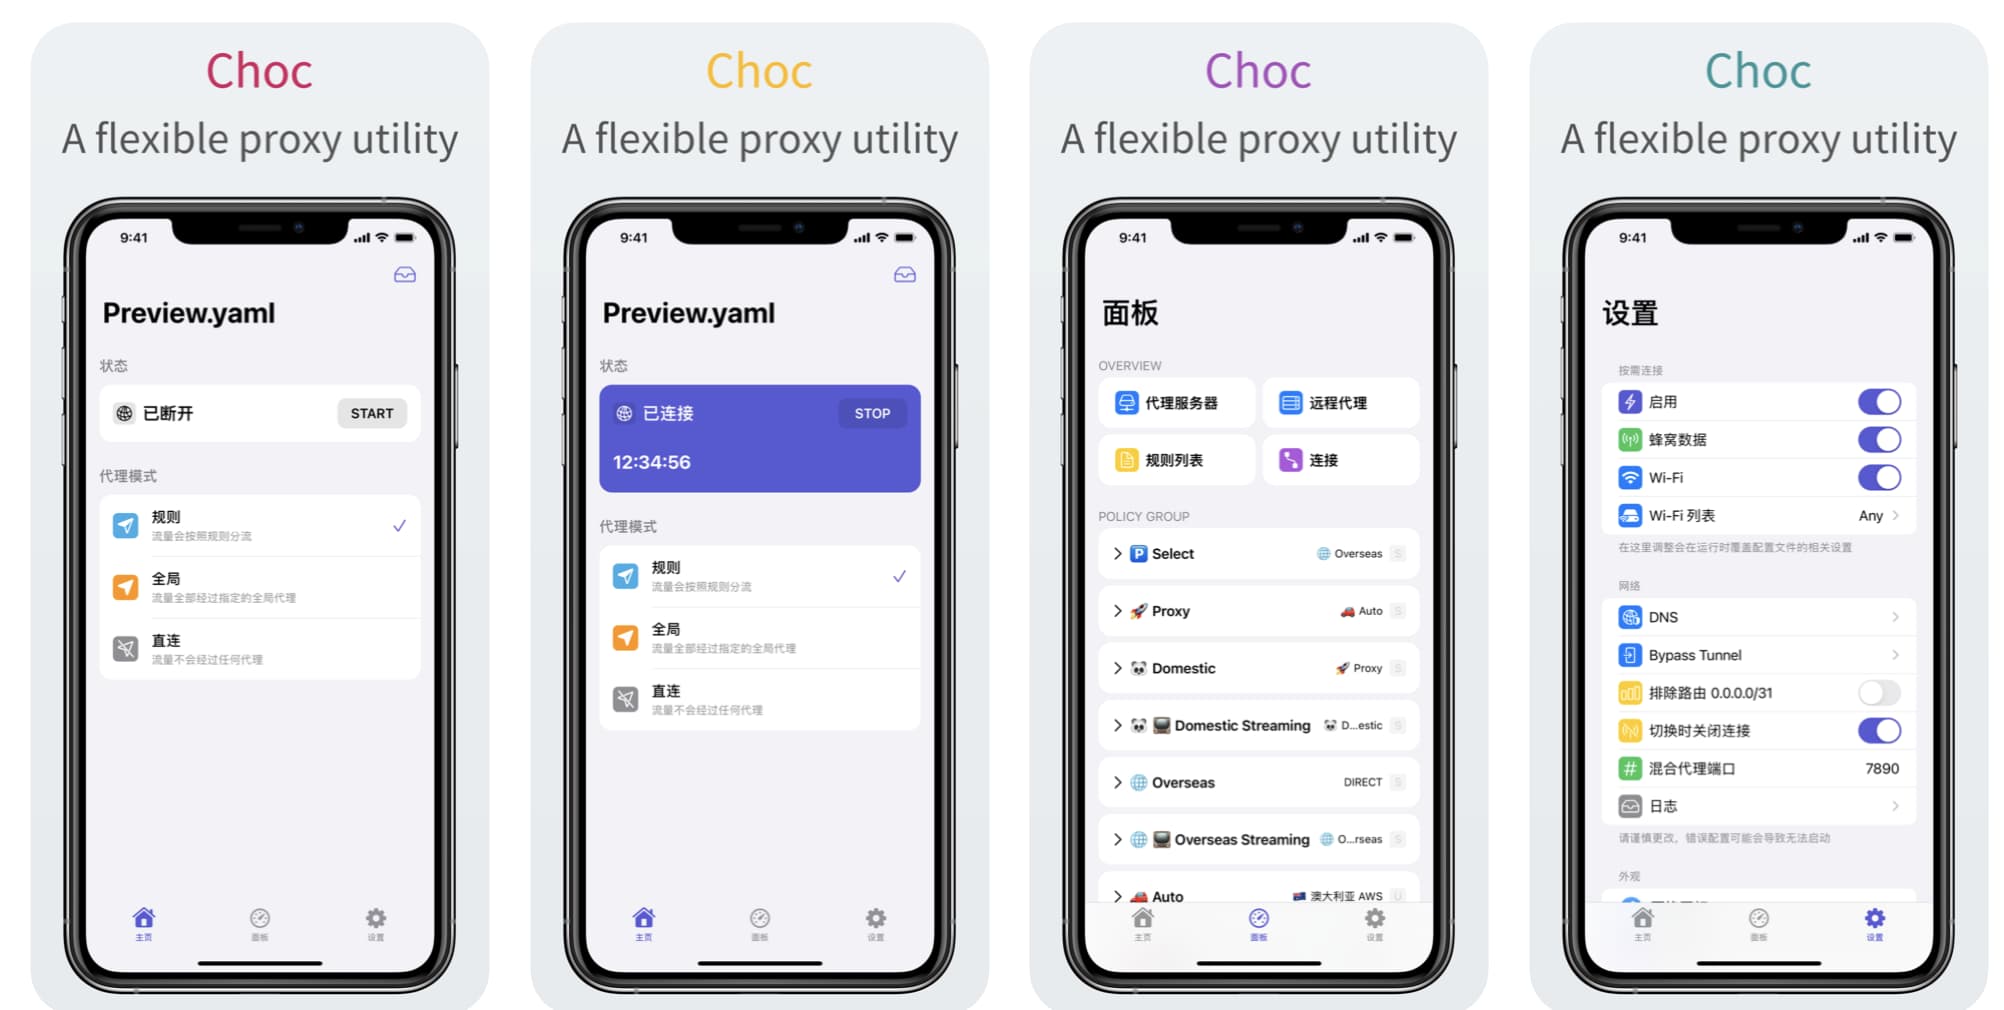 Choc
A flexible proxy utility
9:41
Preview.yaml
状态
已断开
START
代理模式
规则
流量会按照规则分流
全局
流量全部经过指定的全局代理
直连
流量不会经过任何代理
主页
面板
设置
Choc
A flexible proxy utility
9:41
Preview.yaml
状态
已连接
STOP
12:34:56
代理模式
规则
流量会按照规则分流
全局
流量全部经过指定的全局代理
直连
流量不会经过任何代理
主页
面板
设置
Choc
A flexible proxy utility
9:41
面板
OVERVIEW
代理服务器
远程代理
规则列表
连接
POLICY GROUP
P Select
Overseas S
Proxy
Auto S
Domestic
Proxy S
Domestic Streaming
D...estic S
Overseas
DIRECT S
Overseas Streaming
O...rseas S
Auto
澳大利亚 AWS U
主页
面板
设置
Choc
A flexible proxy utility
9:41
设置
按需连接
启用
蜂窝数据
Wi-Fi
Wi-Fi 列表
Any
在这里调整会在运行时覆盖配置文件的相关设置
网络
DNS
Bypass Tunnel
排除路由 0.0.0.0/31
切换时关闭连接
混合代理端口
7890
日志
请谨慎更改，错误配置可能会导致无法启动
外观
主页
面板
设置